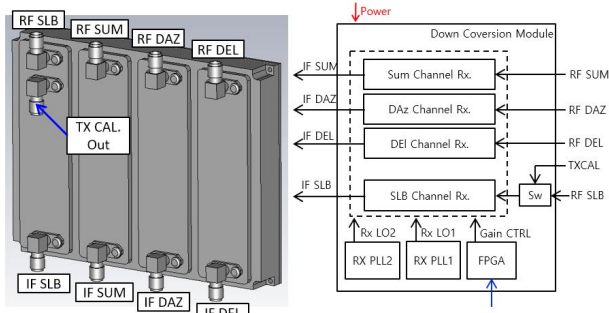 RF SLB
RF SUM
RF DAZ
RF DEL
TX CAL.
Out
IF SLB
IF SUM
IF DAZ
IF DEL
Power
Down Coversion Module
IF SUM
Sum Channel Rx.
RF SUM
IF DAZ
DAz Channel Rx.
RF DAZ
IF DEL
DEl Channel Rx.
RF DEL
TXCAL
IF SLB
SLB Channel Rx.
Sw
RF SLB
Rx LO2
Rx LO1
Gain CTRL
RX PLL2
RX PLL1
FPGA